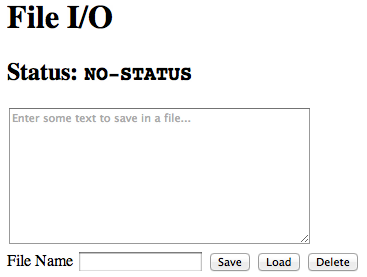 File I/O
Status: NO-STATUS
Enter some text to save in a file...
File Name Save Load Delete